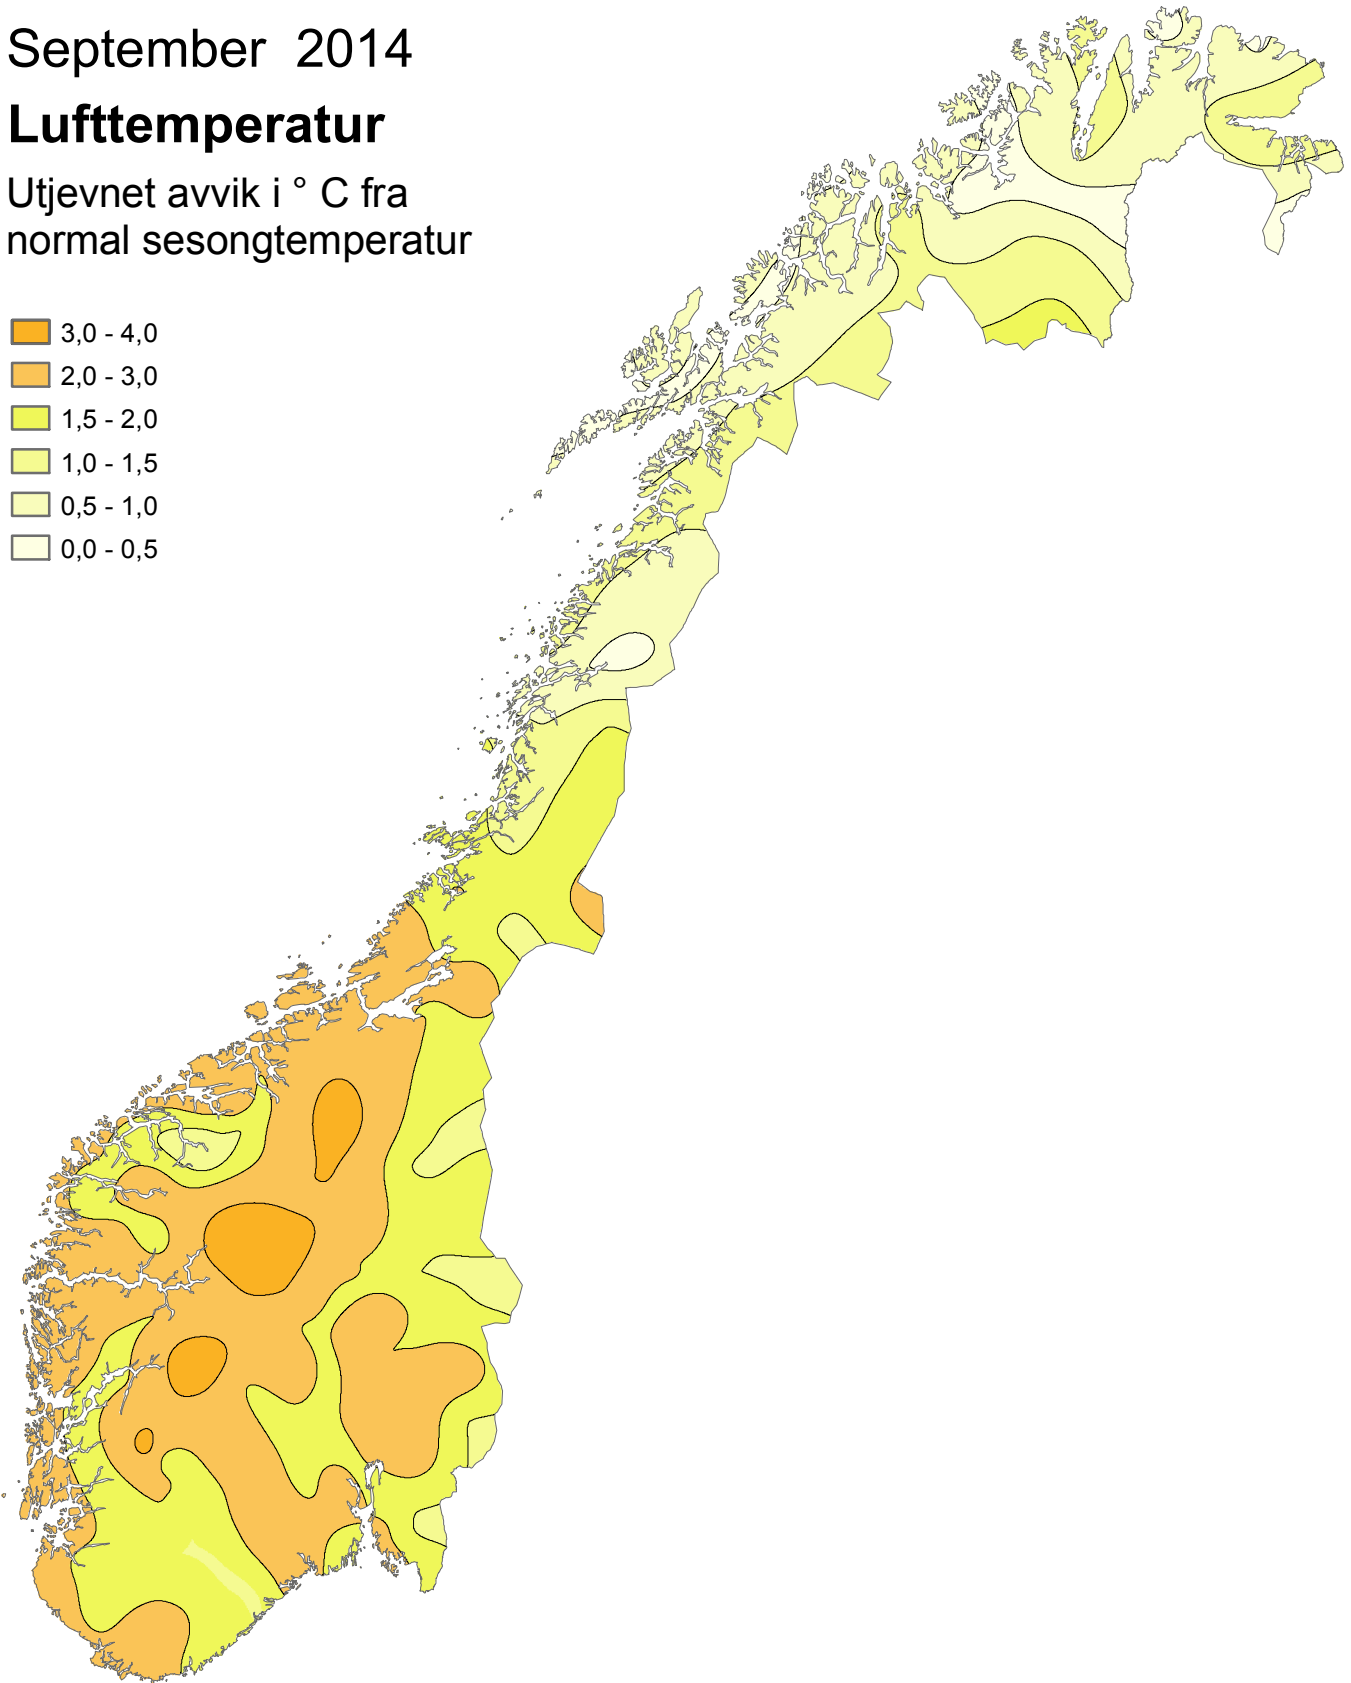 September 2014
Lufttemperatur
Utjevnet avvik i ° C fra
normal sesongtemperatur
3,0 - 4,0
2,0 - 3,0
1,5 - 2,0
1,0 - 1,5
0,5 - 1,0
0,0 - 0,5